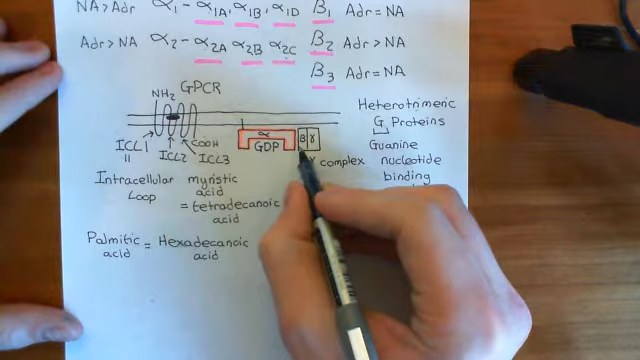 NA>Adr α1 - α1A, α1B, α1D β1 Adr = NA
Adr > NA α2 - α2A α2B α2C β2 Adr > NA
β3 Adr = NA
NH2 GPCR
Heterotrimeric
G Proteins
Guanine
nucleotide
binding
α
GDP
β γ
complex
COOH
ICL1
ICL2
ICL3
Intracellular
Loop
myristic
acid
= tetradecanoic
acid
Palmitic = Hexadecanoic
acid acid